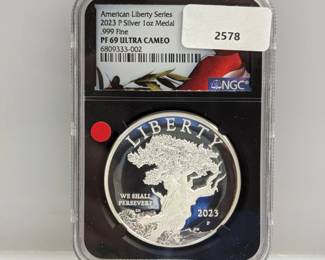 American Liberty Series
2023 P Silver 1oz Medal
.999 Fine
PF 69 ULTRA CAMEO
6809333-002
2578
NGC
LIBERTY
WE SHALL
PERSEVERE
2023
P